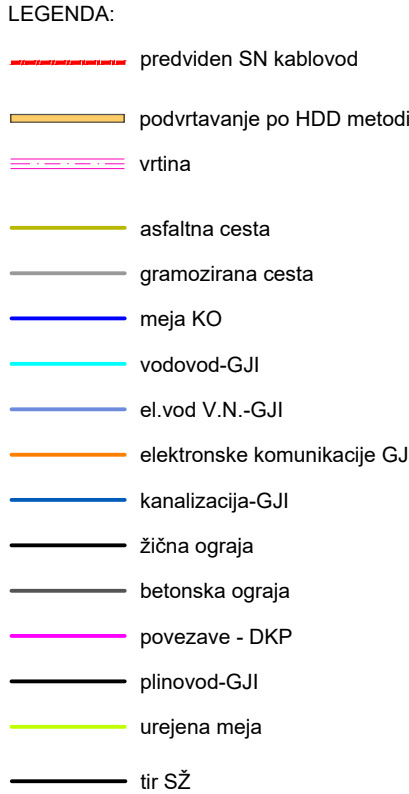 LEGENDA:
predviden SN kablovod
podvrtavanje po HDD metodi
vrtina
asfaltna cesta
gramozirana cesta
meja KO
vodovod-GJI
el.vod V.N.-GJI
elektronske komunikacije GJ
kanalizacija-GJI
žična ograja
betonska ograja
povezave - DKP
plinovod-GJI
urejena meja
tir SŽ